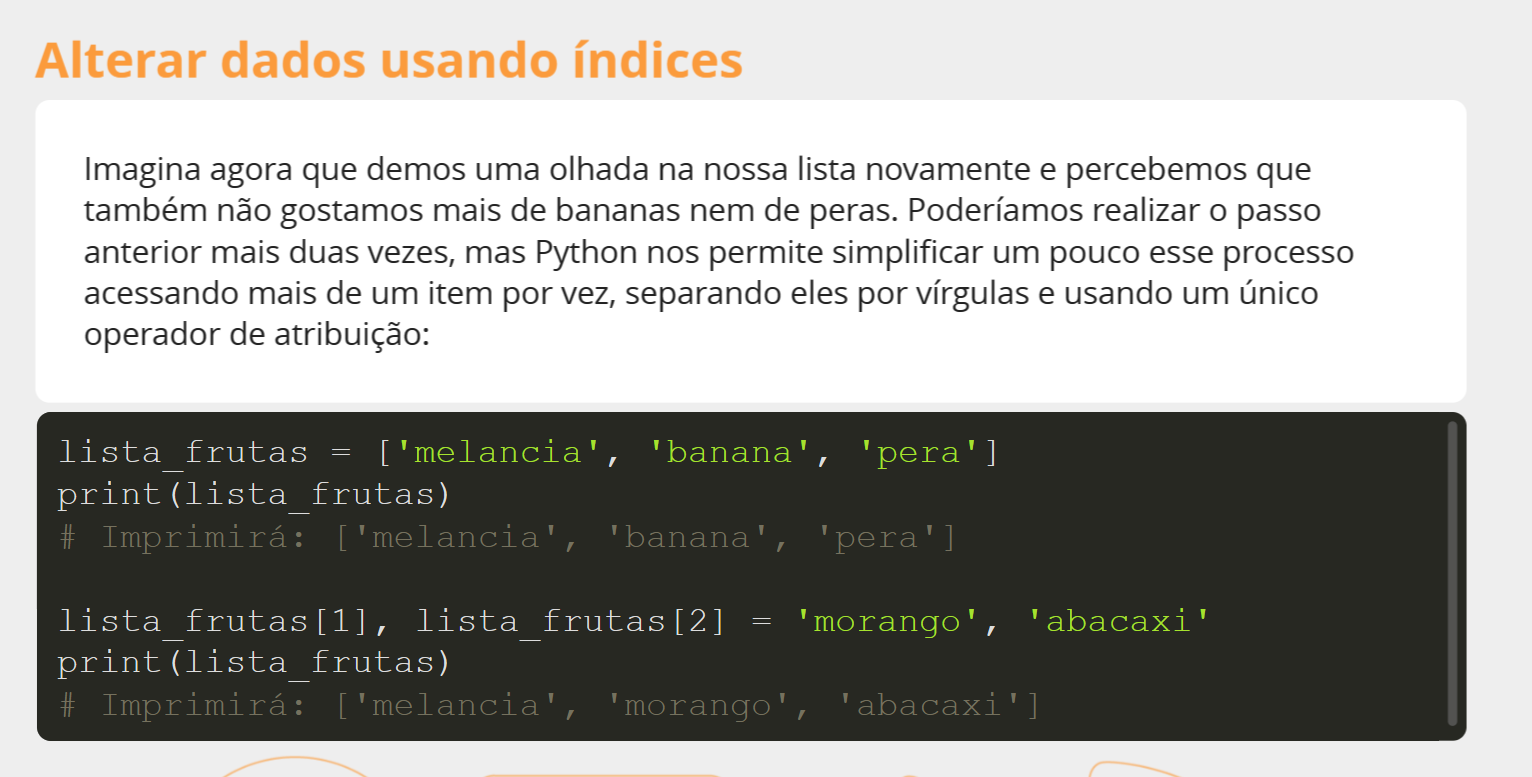 Alterar dados usando índices
Imagina agora que demos uma olhada na nossa lista novamente e percebemos que
também não gostamos mais de bananas nem de peras. Poderíamos realizar o passo
anterior mais duas vezes, mas Python nos permite simplificar um pouco esse processo
acessando mais de um item por vez, separando eles por vírgulas e usando um único
operador de atribuição:
lista_frutas = ['melancia', 'banana', 'pera']
print(lista_frutas)
# Imprimirá: ['melancia', 'banana', 'pera']
lista_frutas[1], lista_frutas[2] = 'morango', 'abacaxi'
print(lista_frutas)
# Imprimirá: ['melancia', 'morango', 'abacaxi']